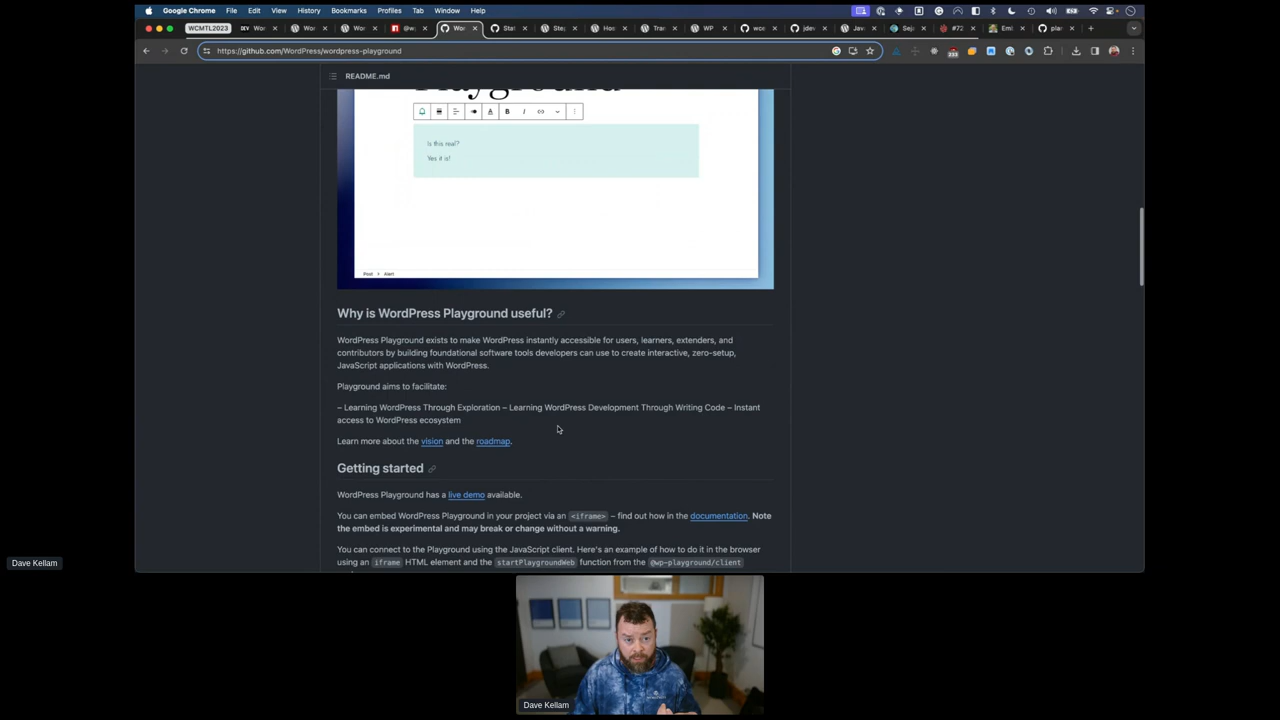 Google Chrome File Edit View History Bookmarks Profiles Tab Window Help
WCMTL2023
https://github.com/WordPress/wordpress-playground
README.md
Playground
Is this real?
Yes it is!
Post Alert
Why is WordPress Playground useful?
WordPress Playground exists to make WordPress instantly accessible for users, learners, extenders, and
contributors by building foundational software tools developers can use to create interactive, zero-setup,
JavaScript applications with WordPress.
Playground aims to facilitate:
– Learning WordPress Through Exploration – Learning WordPress Development Through Writing Code – Instant
access to WordPress ecosystem
Learn more about the vision and the roadmap.
Getting started
WordPress Playground has a live demo available.
You can embed WordPress Playground in your project via an <iframe> – find out how in the documentation. Note
the embed is experimental and may break or change without a warning.
You can connect to the Playground using the JavaScript client. Here's an example of how to do it in the browser
using an iframe HTML element and the startPlaygroundWeb function from the @wp-playground/client
Dave Kellam
Dave Kellam